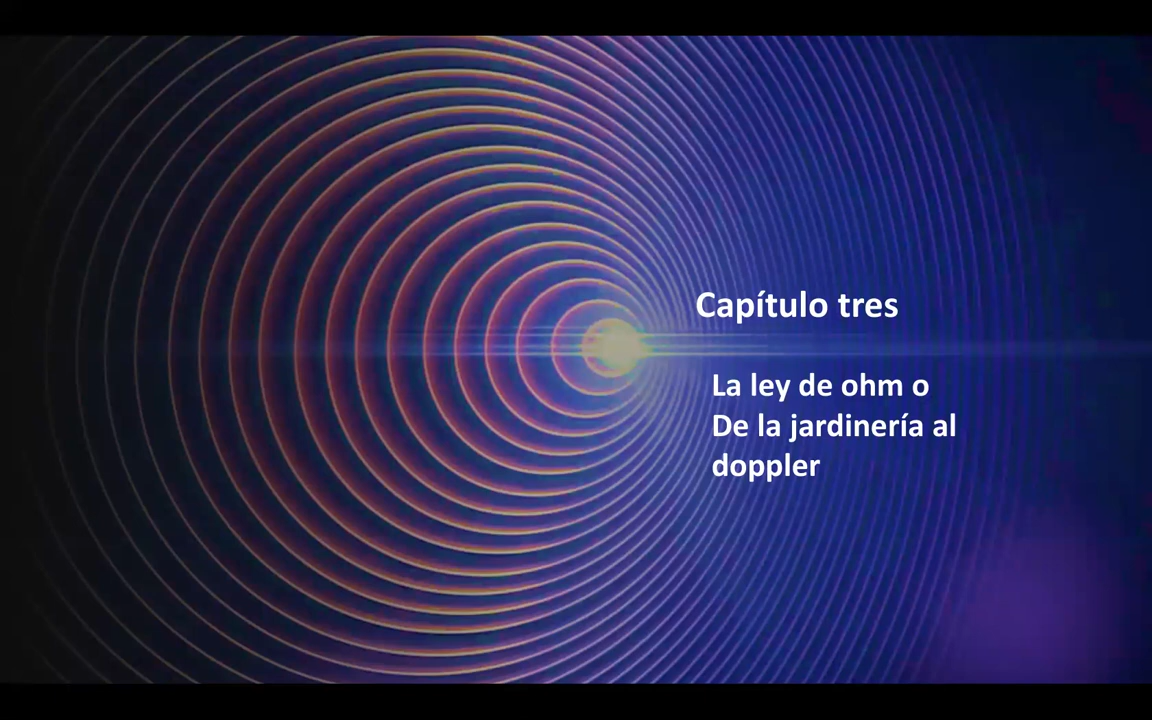 Capítulo tres
La ley de ohm o
De la jardinería al
doppler